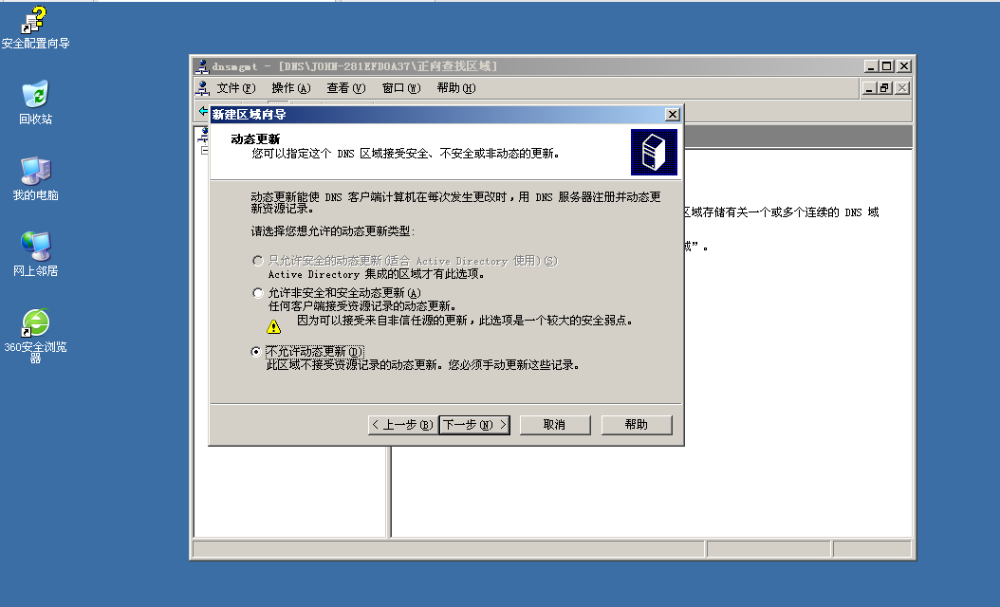 安全配置向导
回收站
我的电脑
网上邻居
360安全浏览
器
dnsmgmt - [DNS\JOHN-281EFD0A37\正向查找区域]
文件(F) 操作(A) 查看(V) 窗口(W) 帮助(H)
新建区域向导
动态更新
您可以指定这个 DNS 区域接受安全、不安全或非动态的更新。
动态更新能使 DNS 客户端计算机在每次发生更改时，用 DNS 服务器注册并动态更
新资源记录。
请选择您想允许的动态更新类型:
只允许安全的动态更新(适合 Active Directory 使用)(S)
Active Directory 集成的区域才有此选项。
允许非安全和安全动态更新(A)
任何客户端接受资源记录的动态更新。
因为可以接受来自非信任源的更新，此选项是一个较大的安全弱点。
不允许动态更新(D)
此区域不接受资源记录的动态更新。您必须手动更新这些记录。
< 上一步(B) 下一步(N) > 取消 帮助
区域存储有关一个或多个连续的 DNS 域
域”。